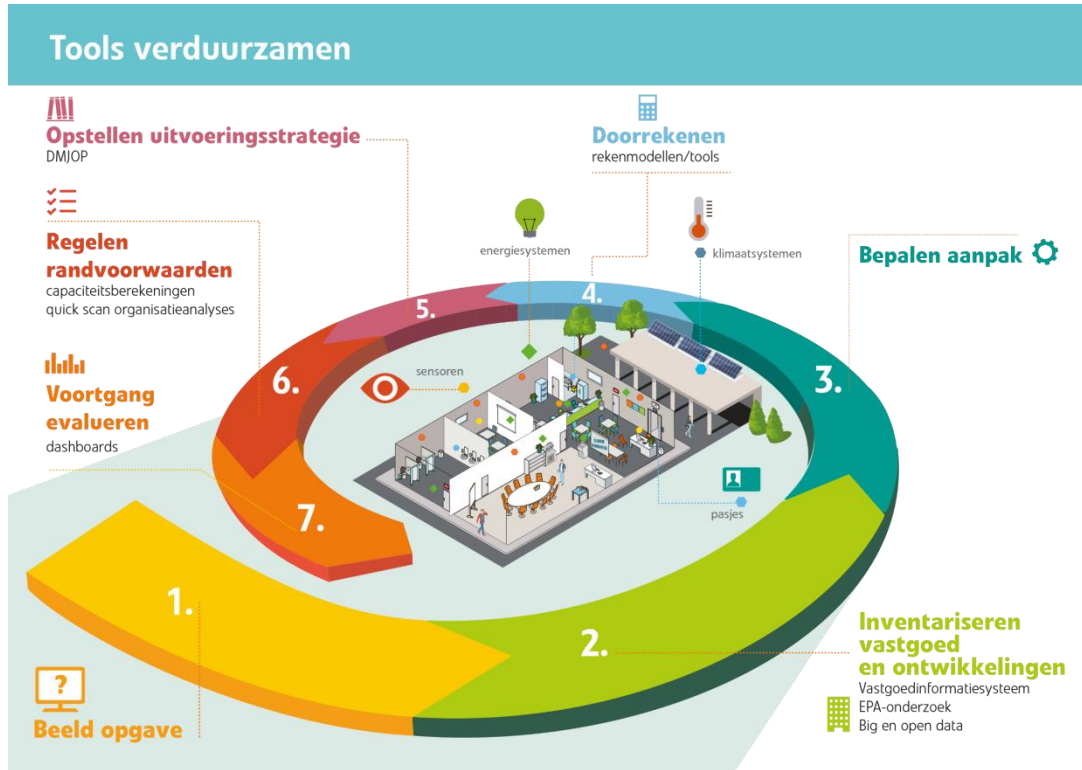 Tools verduurzamen
Opstellen uitvoeringsstrategie
DMJOP
Doorrekenen
rekenmodellen/tools
Regelen
randvoorwaarden
capaciteitsberekeningen
quick scan organisatieanalyses
energiesystemen
klimaatsystemen
Bepalen aanpak
Voortgang
evalueren
dashboards
sensoren
pasjes
5.
4.
6.
3.
7.
1.
2.
?
Beeld opgave
Inventariseren
vastgoed
en ontwikkelingen
Vastgoedinformatiesysteem
EPA-onderzoek
Big en open data